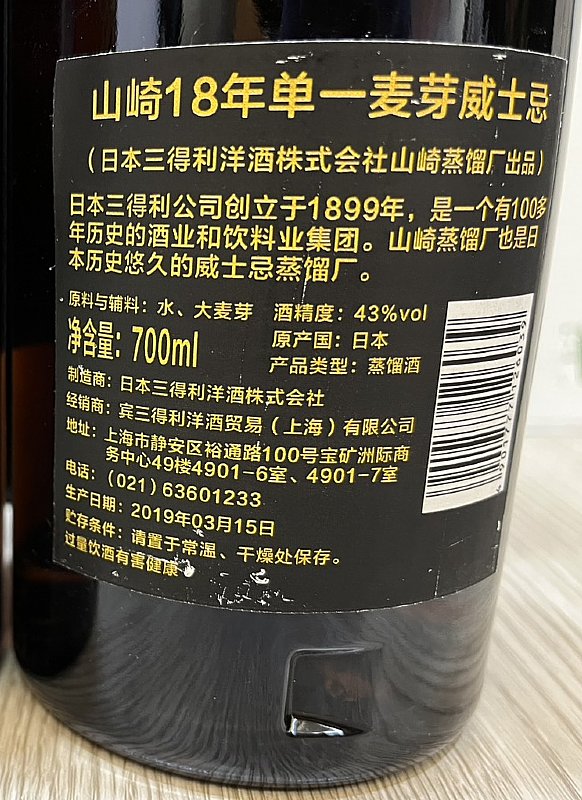 山崎18年单一麦芽威士忌
（日本三得利洋酒株式会社山崎蒸馏厂出品）
日本三得利公司创立于1899年，是一个有100多
年历史的酒业和饮料业集团。山崎蒸馏厂也是日
本历史悠久的威士忌蒸馏厂。
原料与辅料：水、大麦芽 酒精度：43%vol
净含量：700ml 原产国：日本
产品类型：蒸馏酒
制造商：日本三得利洋酒株式会社
经销商：宾三得利洋酒贸易（上海）有限公司
地址：上海市静安区裕通路100号宝矿洲际商
务中心49楼4901-6室、4901-7室
电话：（021）63601233
生产日期：2019年03月15日
贮存条件：请置于常温、干燥处保存。
过量饮酒有害健康